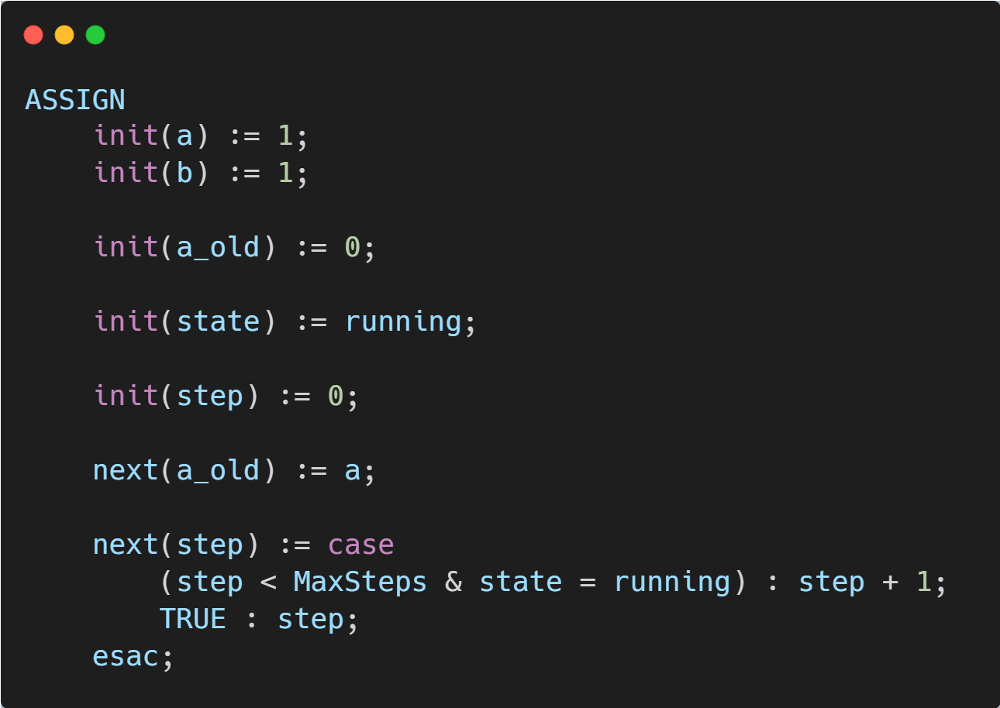 ASSIGN
    init(a) := 1;
    init(b) := 1;

    init(a_old) := 0;

    init(state) := running;

    init(step) := 0;

    next(a_old) := a;

    next(step) := case
        (step < MaxSteps & state = running) : step + 1;
        TRUE : step;
    esac;